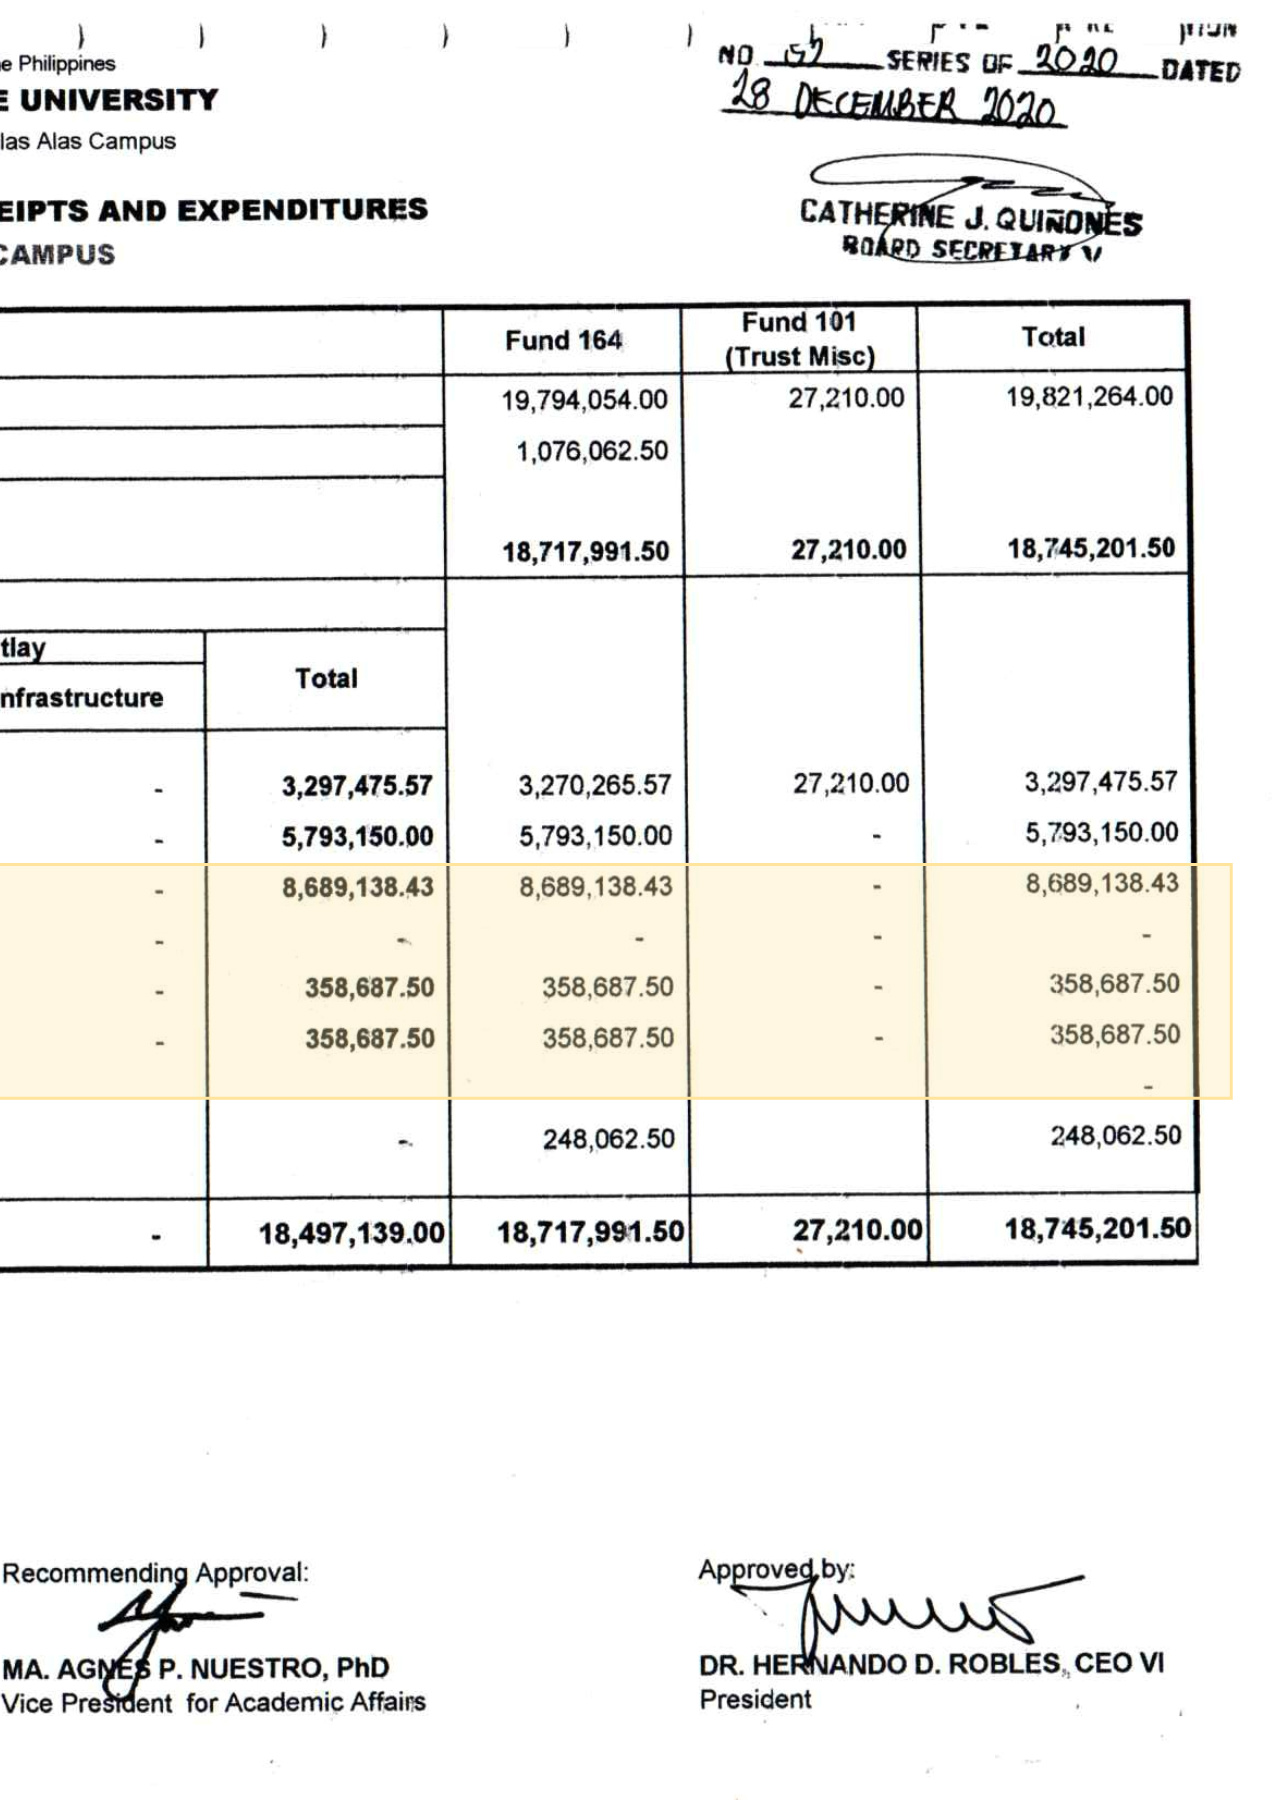 NO 52 SERIES OF 2020 DATED
28 DECEMBER 2020
e Philippines
E UNIVERSITY
las Alas Campus
CATHERINE J. QUIÑONES
BOARD SECRETARY V
EIPTS AND EXPENDITURES
CAMPUS
Fund 164 Fund 101 (Trust Misc) Total
19,794,054.00 27,210.00 19,821,264.00
1,076,062.50
18,717,991.50 27,210.00 18,745,201.50
tlay
nfrastructure Total
- 3,297,475.57 3,270,265.57 27,210.00 3,297,475.57
- 5,793,150.00 5,793,150.00 - 5,793,150.00
- 8,689,138.43 8,689,138.43 - 8,689,138.43
- - - - -
- 358,687.50 358,687.50 - 358,687.50
- 358,687.50 358,687.50 - 358,687.50
-
- 248,062.50 248,062.50
- 18,497,139.00 18,717,991.50 27,210.00 18,745,201.50
Recommending Approval: Approved by:
MA. AGNES P. NUESTRO, PhD DR. HERNANDO D. ROBLES, CEO VI
Vice President for Academic Affairs President